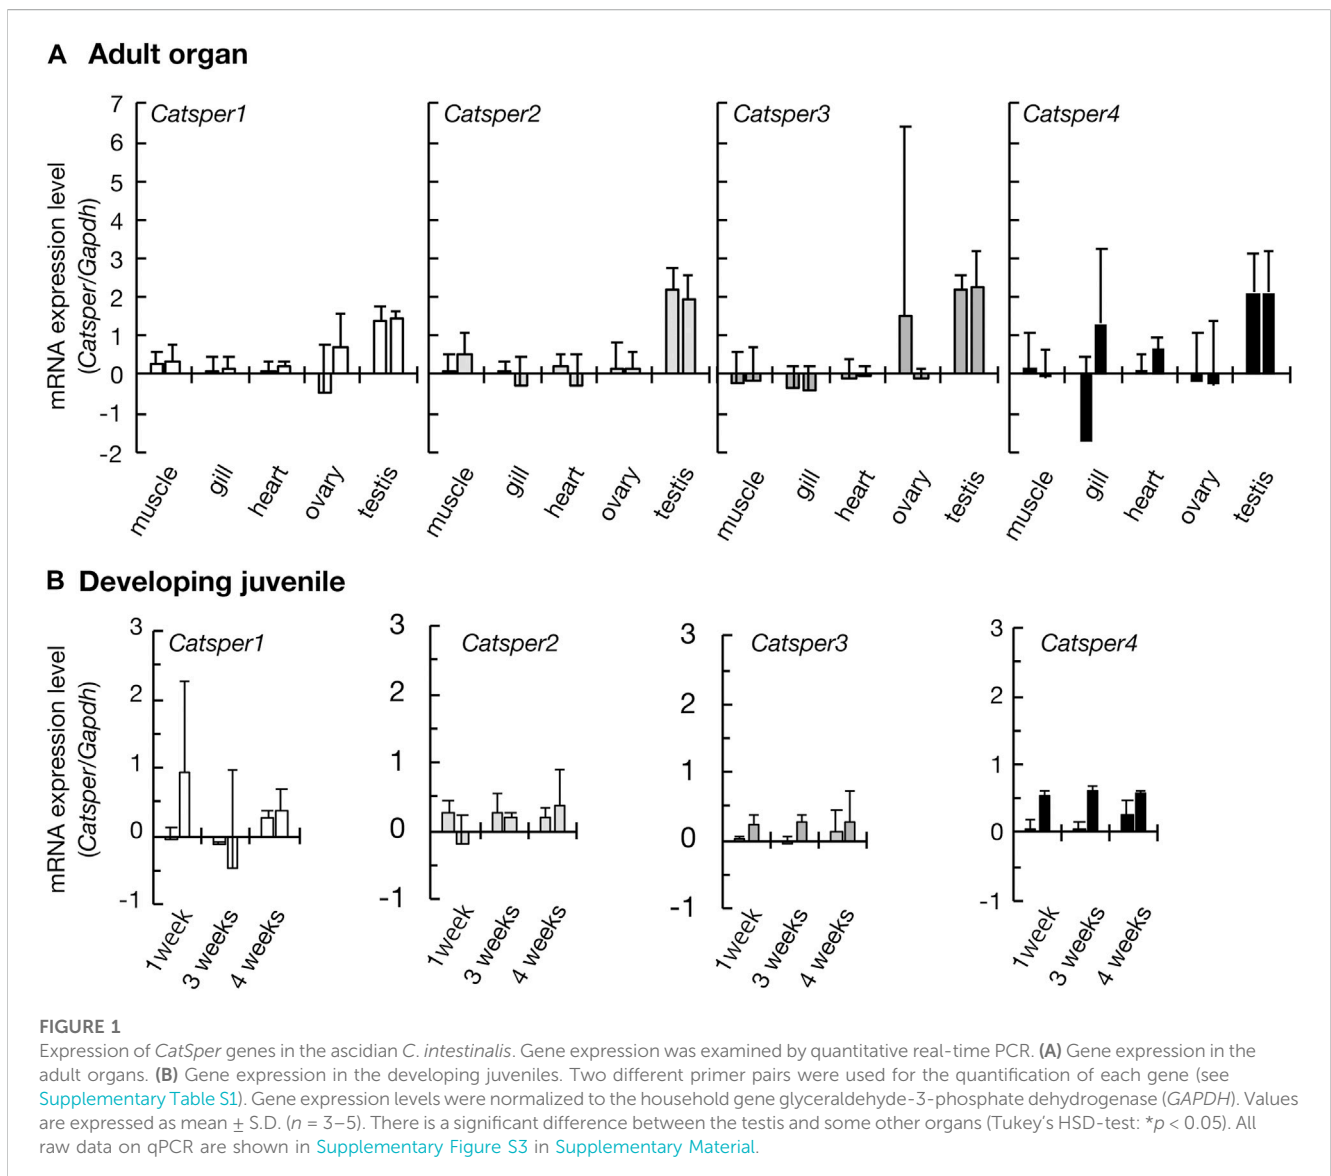 A Adult organ
mRNA expression level
(Catsper/Gapdh)
7
6
5
4
3
2
1
0
-1
-2
Catsper1
Catsper2
Catsper3
Catsper4
muscle
gill
heart
ovary
testis
muscle
gill
heart
ovary
testis
muscle
gill
heart
ovary
testis
muscle
gill
heart
ovary
testis
B Developing juvenile
mRNA expression level
(Catsper/Gapdh)
3
2
1
0
-1
Catsper1
1week
3 weeks
4 weeks
3
2
1
0
-1
Catsper2
1week
3 weeks
4 weeks
3
2
1
0
-1
Catsper3
1week
3 weeks
4 weeks
3
2
1
0
-1
Catsper4
1week
3 weeks
4 weeks
FIGURE 1
Expression of CatSper genes in the ascidian C. intestinalis. Gene expression was examined by quantitative real-time PCR. (A) Gene expression in the
adult organs. (B) Gene expression in the developing juveniles. Two different primer pairs were used for the quantification of each gene (see
Supplementary Table S1). Gene expression levels were normalized to the household gene glyceraldehyde-3-phosphate dehydrogenase (GAPDH). Values
are expressed as mean ± S.D. (n = 3–5). There is a significant difference between the testis and some other organs (Tukey's HSD-test: *p < 0.05). All
raw data on qPCR are shown in Supplementary Figure S3 in Supplementary Material.